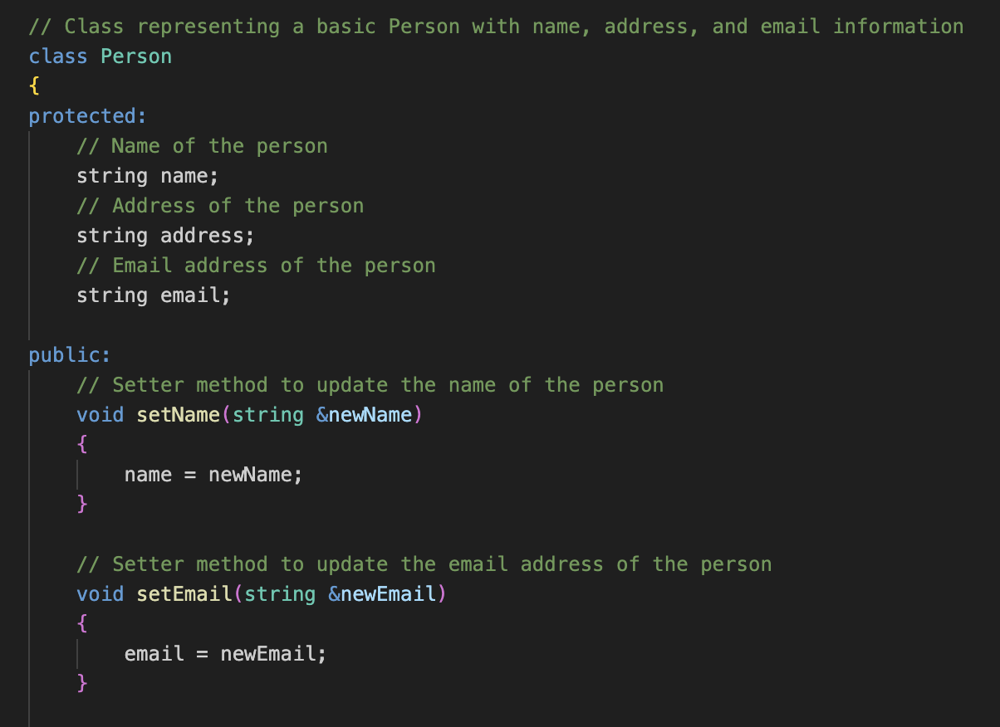 // Class representing a basic Person with name, address, and email information
class Person
{
protected:
    // Name of the person
    string name;
    // Address of the person
    string address;
    // Email address of the person
    string email;

public:
    // Setter method to update the name of the person
    void setName(string &newName)
    {
        name = newName;
    }

    // Setter method to update the email address of the person
    void setEmail(string &newEmail)
    {
        email = newEmail;
    }